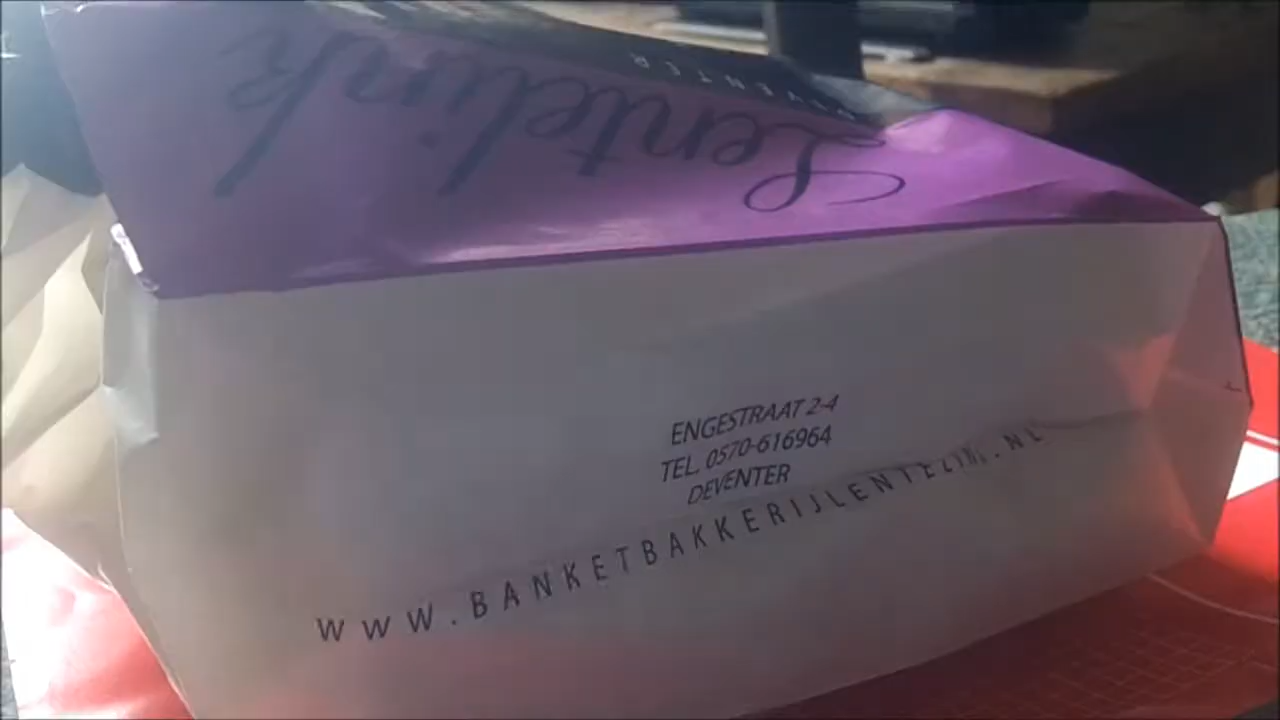 DEVENTER
Lentelink
ENGESTRAAT 2-4
TEL. 0570-616964
DEVENTER
WWW.BANKETBAKKERIJLENTELINK.NL